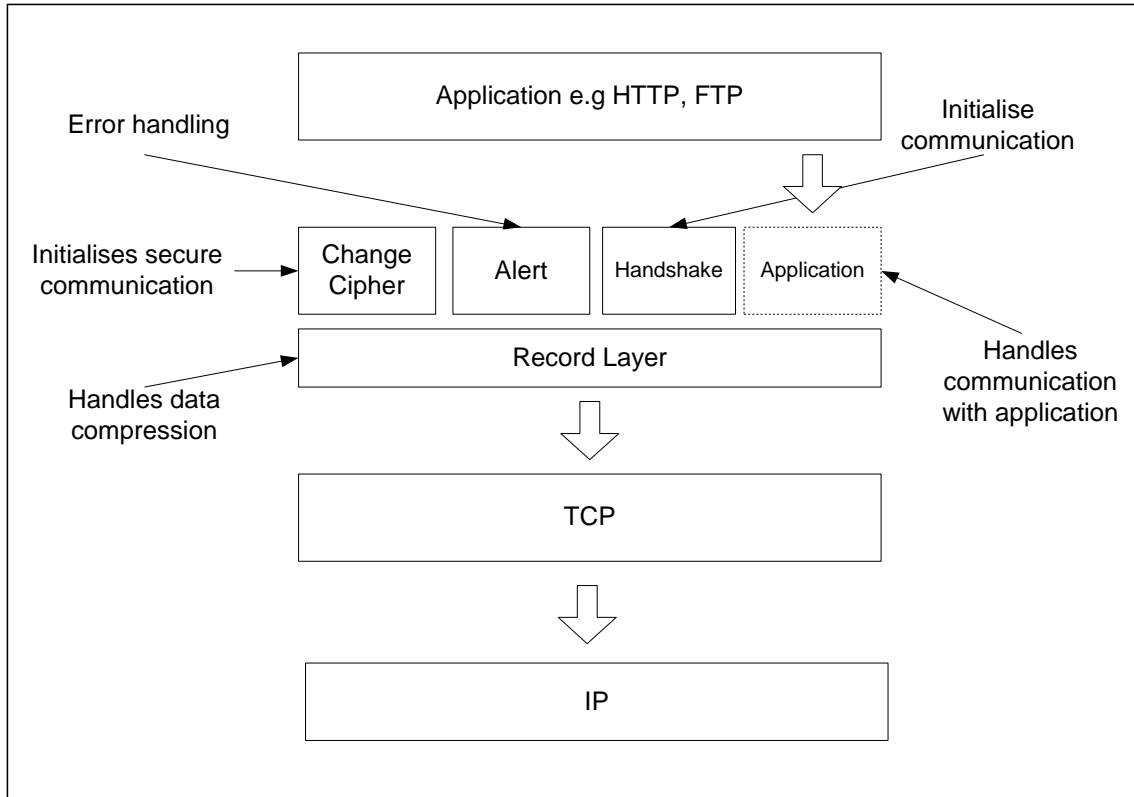 Application e.g HTTP, FTP
Error handling
Initialise
communication
Initialises secure
communication
Change
Cipher
Alert
Handshake
Application
Record Layer
Handles data
compression
Handles
communication
with application
TCP
IP